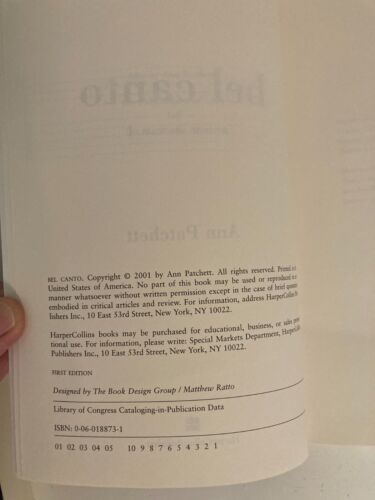 BEL CANTO. Copyright © 2001 by Ann Patchett. All rights reserved. Printed
United States of America. No part of this book may be used or reproduced in
manner whatsoever without written permission except in the case of brief
embodied in critical articles and review. For information, address HarperCollins
lishers Inc., 10 East 53rd Street, New York, NY 10022.
HarperCollins books may be purchased for educational, business, or sales
tional use. For information, please write: Special Markets Department,
Publishers Inc., 10 East 53rd Street, New York, NY 10022.
FIRST EDITION
Designed by The Book Design Group / Matthew Ratto
Library of Congress Cataloging-in-Publication Data
ISBN: 0-06-018873-1
01 02 03 04 05 10 9 8 7 6 5 4 3 2 1